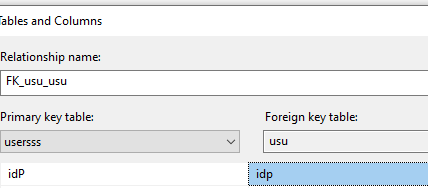 Tables and Columns
Relationship name:
FK_usu_usu
Primary key table:
Foreign key table:
usersss
usu
idP
idp